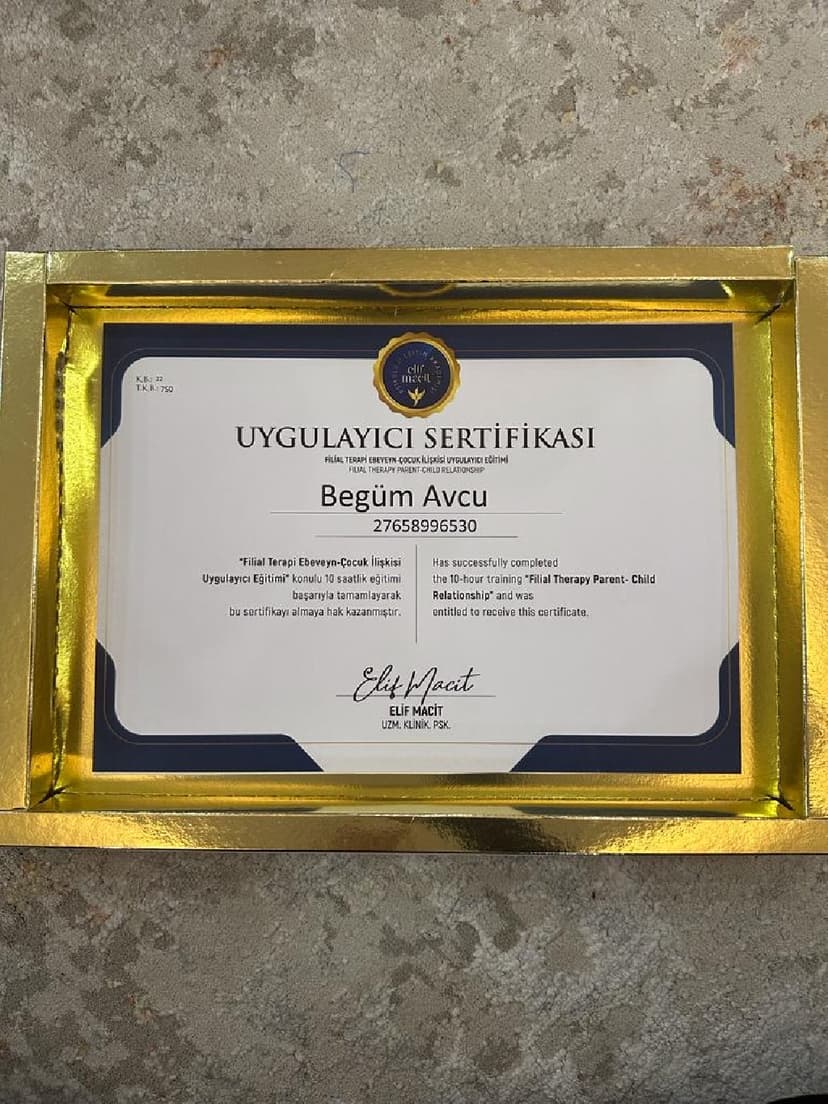 K.B.: 22
T.K.B.: 750
elif
macit
UYGULAYICI SERTİFİKASI
FİLİAL TERAPİ EBEVEYN-ÇOCUK İLİŞKİSİ UYGULAYICI EĞİTİMİ
FILIAL THERAPY PARENT-CHILD RELATIONSHIP
Begüm Avcu
27658996530
"Filial Terapi Ebeveyn-Çocuk İlişkisi
Uygulayıcı Eğitimi" konulu 10 saatlik eğitimi
başarıyla tamamlayarak
bu sertifikayı almaya hak kazanmıştır.
Has successfully completed
the 10-hour training "Filial Therapy Parent- Child
Relationship" and was
entitled to receive this certificate.
Elif Macit
ELİF MACİT
UZM. KLİNİK. PSK.